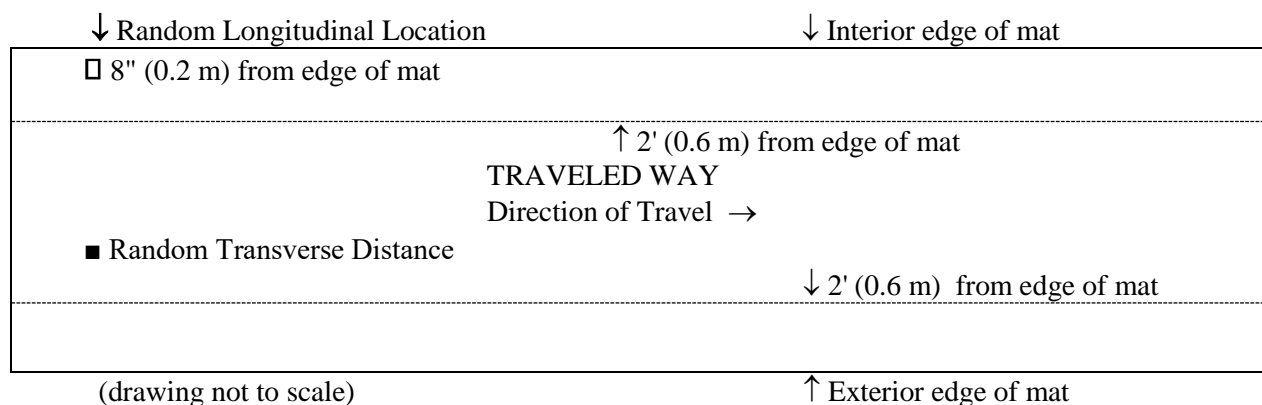 ↓ Random Longitudinal Location ↓ Interior edge of mat
8" (0.2 m) from edge of mat
↑ 2' (0.6 m) from edge of mat
TRAVELED WAY
Direction of Travel →
■ Random Transverse Distance
↓ 2' (0.6 m) from edge of mat
(drawing not to scale) ↑ Exterior edge of mat